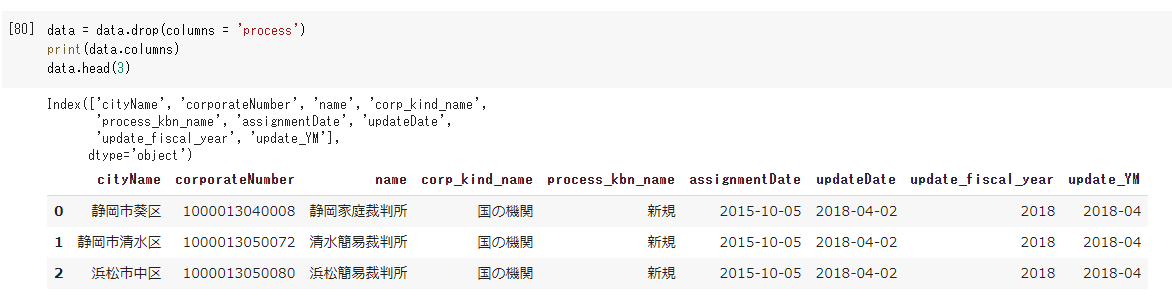 [80] data = data.drop(columns = 'process')
print(data.columns)
data.head(3)
Index(['cityName', 'corporateNumber', 'name', 'corp_kind_name',
'process_kbn_name', 'assignmentDate', 'updateDate',
'update_fiscal_year', 'update_YM'],
dtype='object')
cityName corporateNumber name corp_kind_name process_kbn_name assignmentDate updateDate update_fiscal_year update_YM
0 静岡市葵区 1000013040008 静岡家庭裁判所 国の機関 新規 2015-10-05 2018-04-02 2018 2018-04
1 静岡市清水区 1000013050072 清水簡易裁判所 国の機関 新規 2015-10-05 2018-04-02 2018 2018-04
2 浜松市中区 1000013050080 浜松簡易裁判所 国の機関 新規 2015-10-05 2018-04-02 2018 2018-04